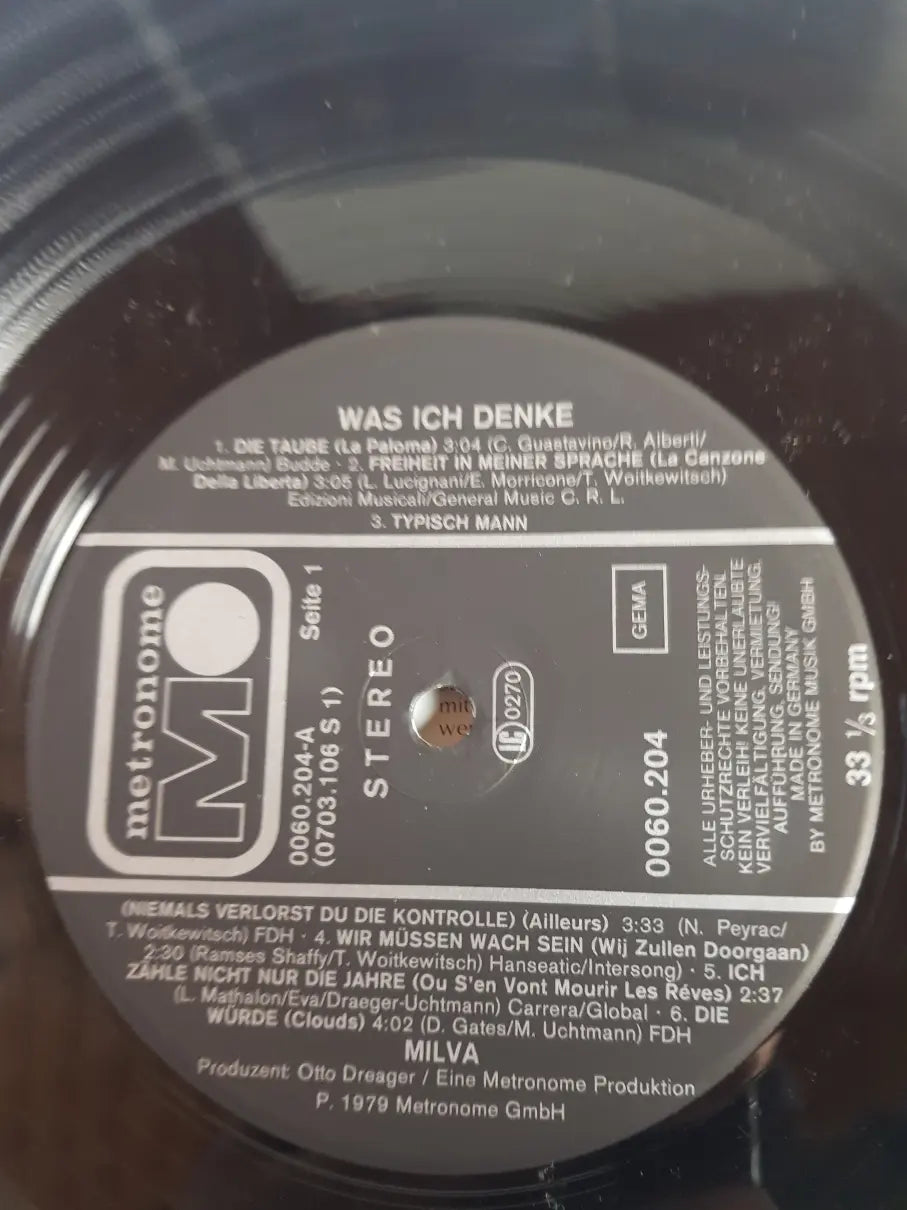 WAS ICH DENKE
1. DIE TAUBE (La Paloma) 3:04 (C. Guastavino/R. Alberti/
M. Uchtmann) Budde · 2. FREIHEIT IN MEINER SPRACHE (La Canzone
Della Liberta) 3:05 (L. Lucignani/E. Morricone/T. Woitkewitsch)
Edizioni Musicali/General Music C. R. L.
3. TYPISCH MANN
metronome
M
0060.204-A
(0703.106 S 1)
Seite 1
STEREO
mit
we
LC 0270
GEMA
0060.204
ALLE URHEBER- UND LEISTUNGS-
SCHUTZRECHTE VORBEHALTEN.
KEIN VERLEIH! KEINE UNERLAUBTE
VERVIELFÄLTIGUNG, VERMIETUNG,
AUFFÜHRUNG, SENDUNG!
MADE IN GERMANY
BY METRONOME MUSIK GMBH
33 1/3 rpm
(NIEMALS VERLORST DU DIE KONTROLLE) (Ailleurs) 3:33 (N. Peyrac/
T. Woitkewitsch) FDH · 4. WIR MÜSSEN WACH SEIN (Wij Zullen Doorgaan)
2:30 (Ramses Shaffy/T. Woitkewitsch) Hanseatic/Intersong) · 5. ICH
ZÄHLE NICHT NUR DIE JAHRE (Ou S'en Vont Mourir Les Réves) 2:37
(L. Mathalon/Eva/Draeger-Uchtmann) Carrera/Global · 6. DIE
WÜRDE (Clouds) 4:02 (D. Gates/M. Uchtmann) FDH
MILVA
Produzent: Otto Dreager / Eine Metronome Produktion
P. 1979 Metronome GmbH